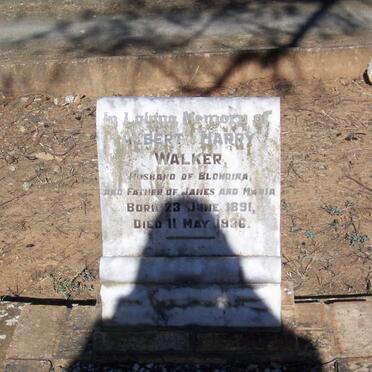 In Loving Memory of
ALBERT HARRY
WALKER,
HUSBAND OF BLONDINA,
AND FATHER OF JAMES AND MARIA
BORN 23 JUNE 1891,
DIED 11 MAY 1936.